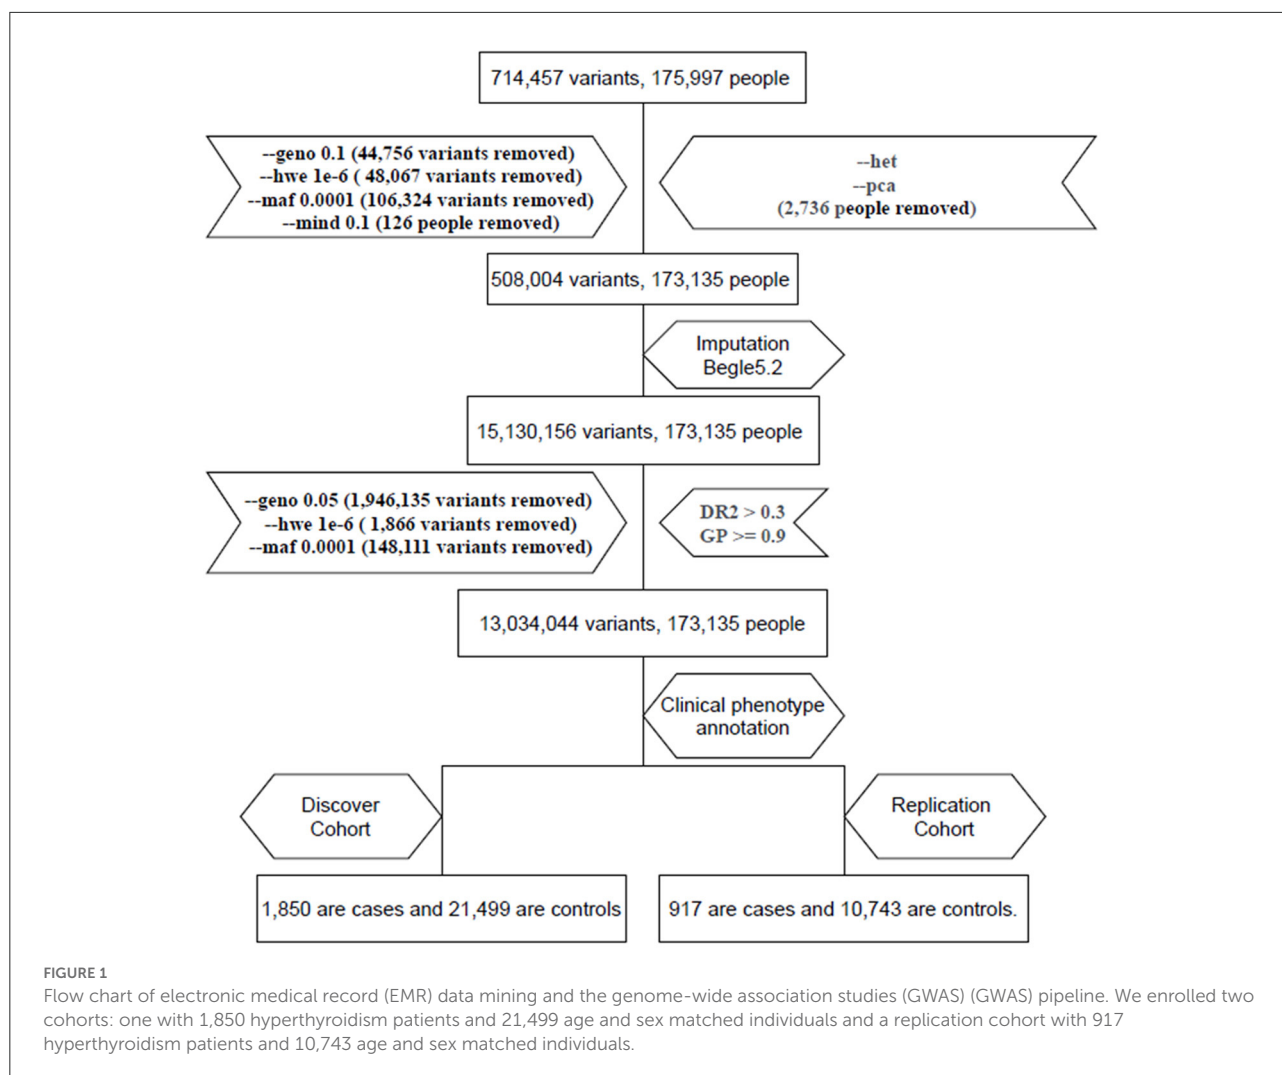 714,457 variants, 175,997 people
--geno 0.1 (44,756 variants removed)
--hwe 1e-6 ( 48,067 variants removed)
--maf 0.0001 (106,324 variants removed)
--mind 0.1 (126 people removed)
--het
--pca
(2,736 people removed)
508,004 variants, 173,135 people
Imputation
Begle5.2
15,130,156 variants, 173,135 people
--geno 0.05 (1,946,135 variants removed)
--hwe 1e-6 ( 1,866 variants removed)
--maf 0.0001 (148,111 variants removed)
DR2 > 0.3
GP >= 0.9
13,034,044 variants, 173,135 people
Clinical phenotype
annotation
Discover
Cohort
Replication
Cohort
1,850 are cases and 21,499 are controls
917 are cases and 10,743 are controls.
FIGURE 1
Flow chart of electronic medical record (EMR) data mining and the genome-wide association studies (GWAS) (GWAS) pipeline. We enrolled two
cohorts: one with 1,850 hyperthyroidism patients and 21,499 age and sex matched individuals and a replication cohort with 917
hyperthyroidism patients and 10,743 age and sex matched individuals.